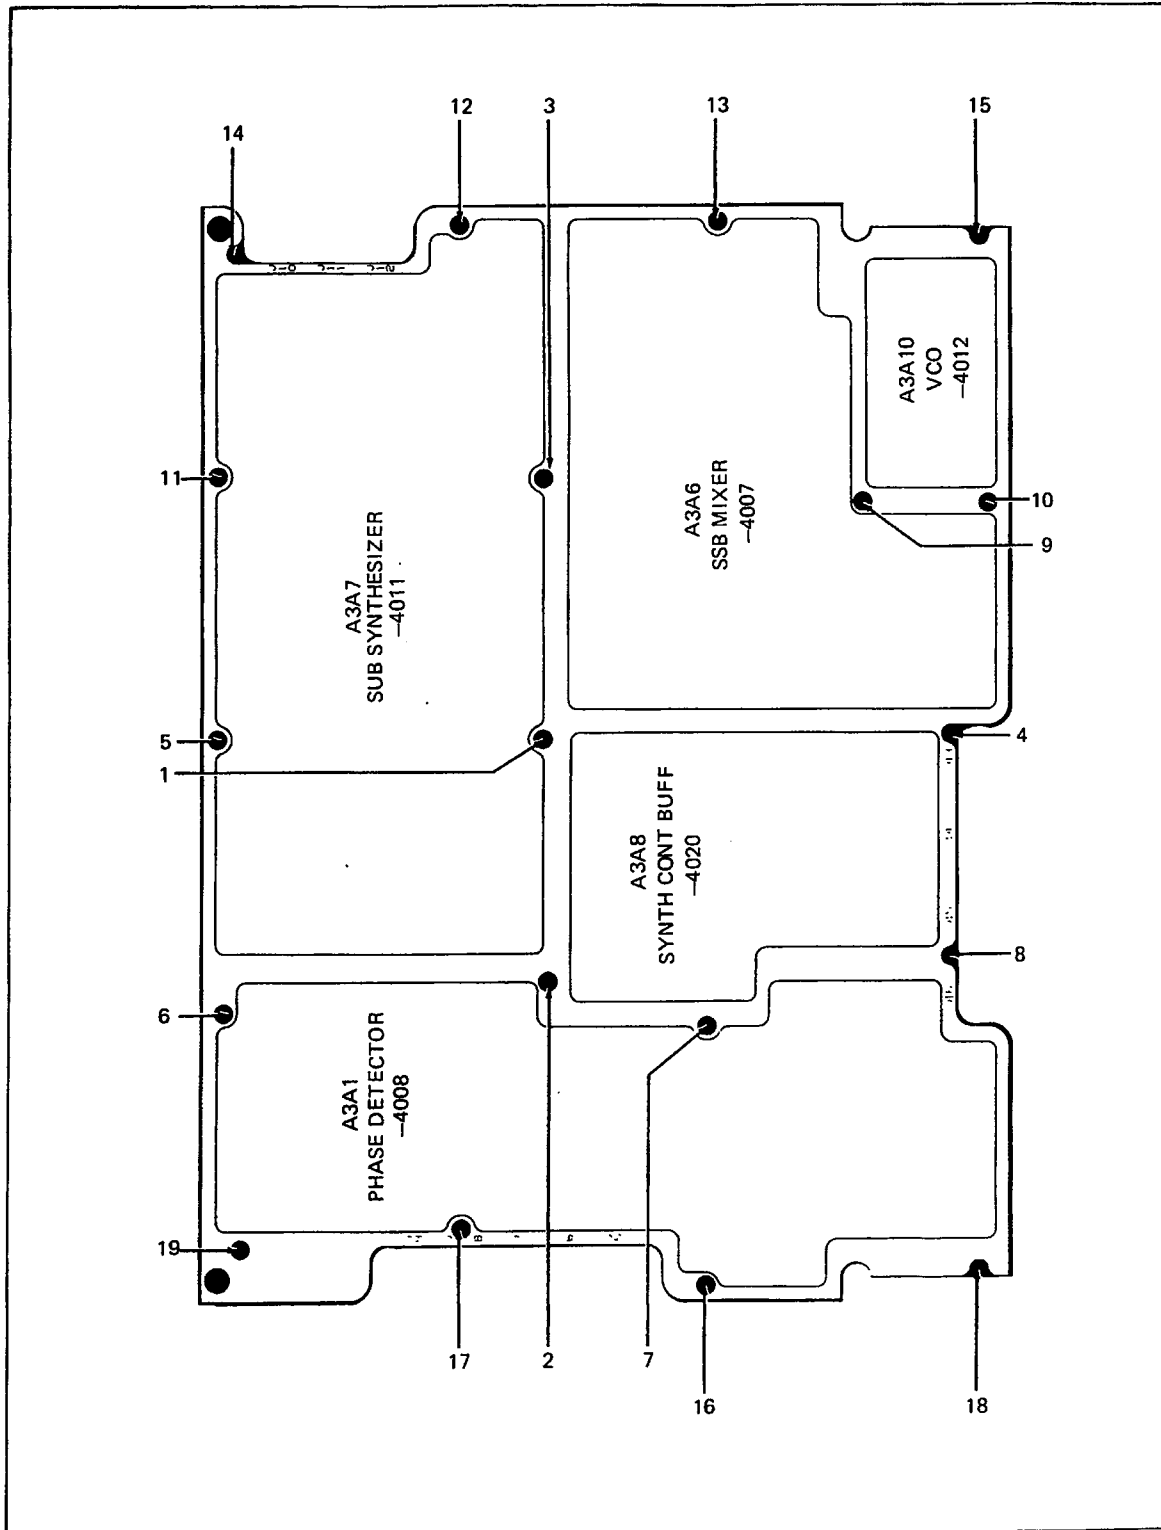 12
3
13
15
14
11
10
9
5
1
4
8
6
19
17
2
7
16
18
A3A7
SUB SYNTHESIZER
–4011
A3A6
SSB MIXER
–4007
A3A10
VCO
–4012
A3A8
SYNTH CONT BUFF
–4020
A3A1
PHASE DETECTOR
–4008